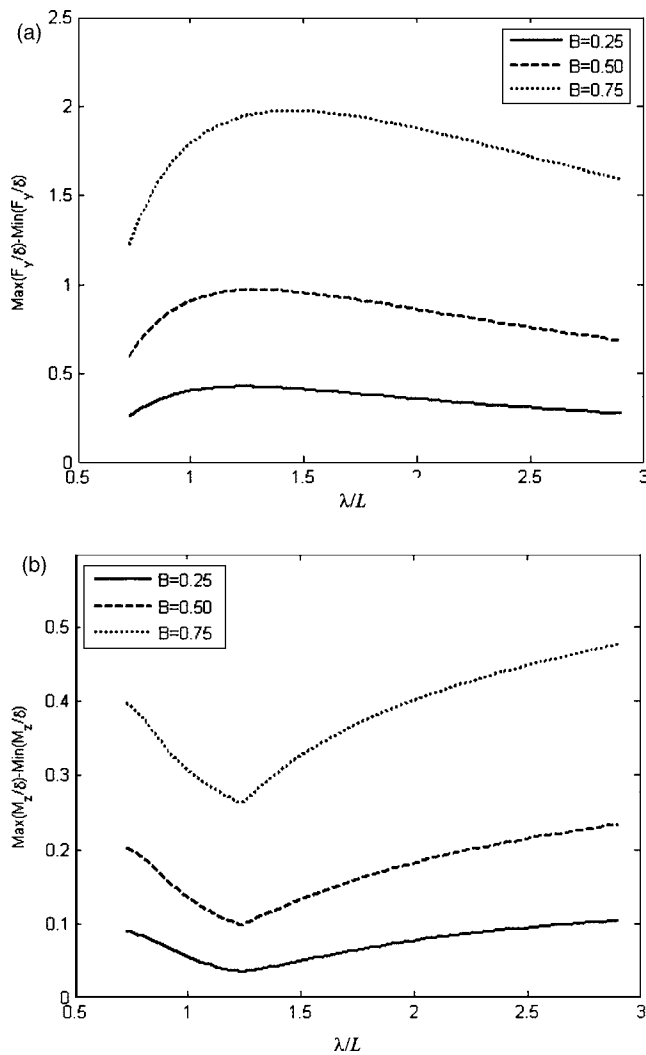 (a)
Max(F_y/δ)-Min(F_y/δ)
2.5
2
1.5
1
0.5
0
B=0.25
B=0.50
B=0.75
0.5 1 1.5 2 2.5 3
λ/L
(b)
Max(M_z/δ)-Min(M_z/δ)
0.5
0.4
0.3
0.2
0.1
0
B=0.25
B=0.50
B=0.75
0.5 1 1.5 2 2.5 3
λ/L